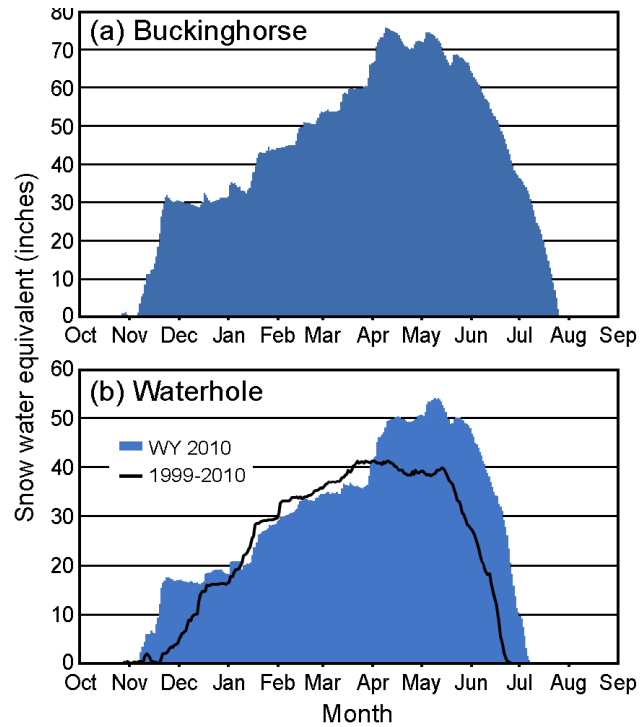 Snow water equivalent (inches)
(a) Buckinghorse
80
70
60
50
40
30
20
10
0
Oct Nov Dec Jan Feb Mar Apr May Jun Jul Aug Sep
(b) Waterhole
WY 2010
1999-2010
60
50
40
30
20
10
0
Oct Nov Dec Jan Feb Mar Apr May Jun Jul Aug Sep
Month